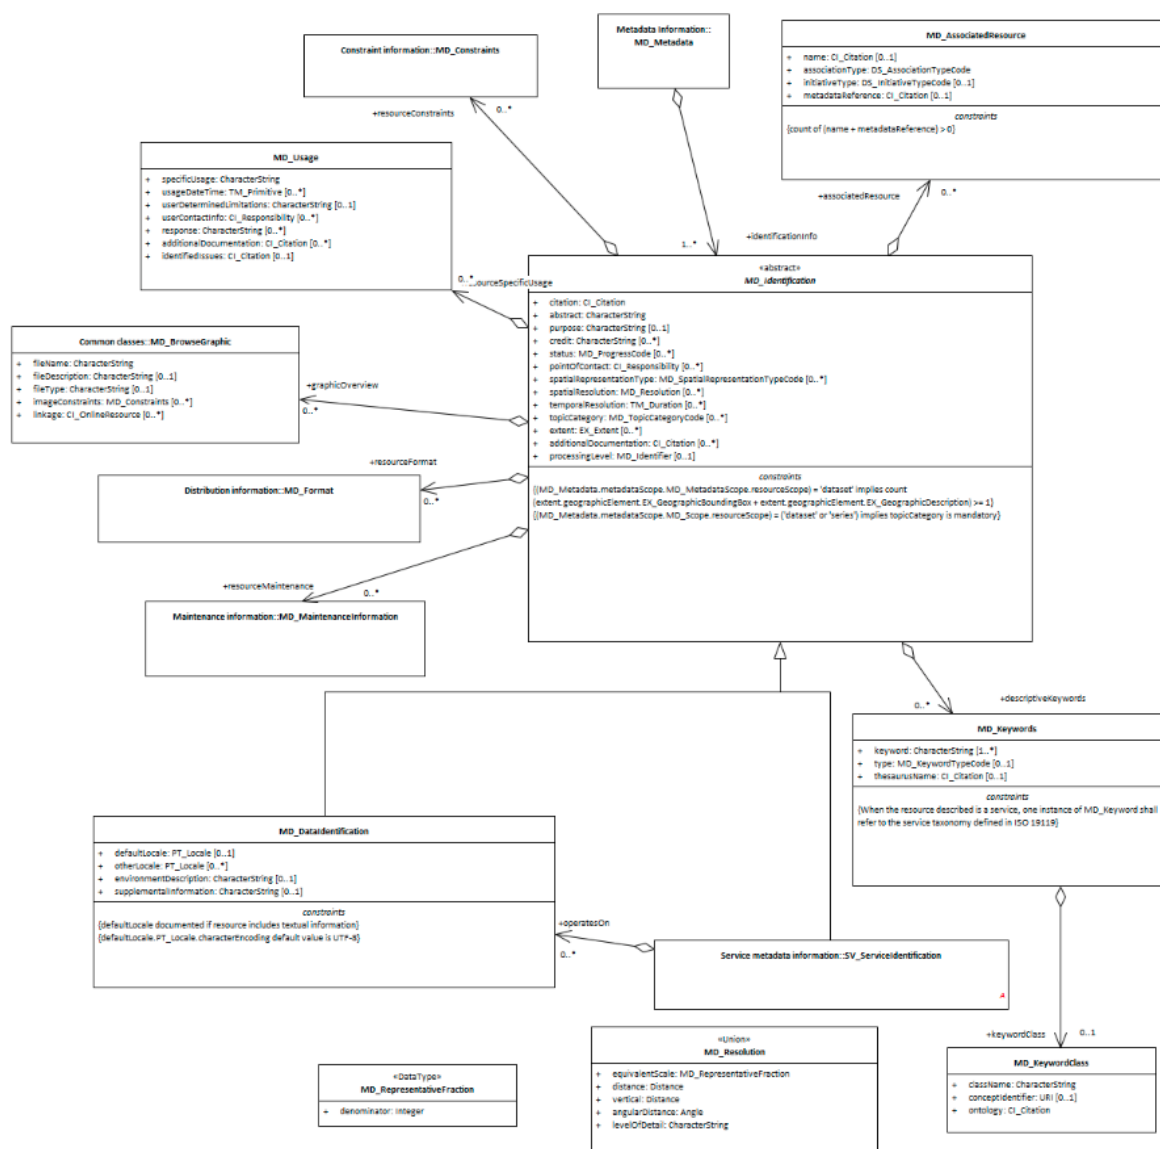 Constraint information::MD_Constraints
0..*
+resourceConstraints
Metadata Information::
MD_Metadata
1..*
+identificationInfo
MD_AssociatedResource
+ name: CI_Citation [0..1]
+ associationType: DS_AssociationTypeCode
+ initiativeType: DS_InitiativeTypeCode [0..1]
+ metadataReference: CI_Citation [0..1]
constraints
{count of (name + metadataReference) > 0}
+associatedResource
0..*
MD_Usage
+ specificUsage: CharacterString
+ usageDateTime: TM_Primitive [0..*]
+ userDeterminedLimitations: CharacterString [0..1]
+ userContactInfo: CI_Responsibility [0..*]
+ response: CharacterString [0..*]
+ additionalDocumentation: CI_Citation [0..*]
+ identifiedIssues: CI_Citation [0..1]
0..*
ourceSpecificUsage
«abstract»
MD_Identification
+ citation: CI_Citation
+ abstract: CharacterString
+ purpose: CharacterString [0..1]
+ credit: CharacterString [0..*]
+ status: MD_ProgressCode [0..*]
+ pointOfContact: CI_Responsibility [0..*]
+ spatialRepresentationType: MD_SpatialRepresentationTypeCode [0..*]
+ spatialResolution: MD_Resolution [0..*]
+ temporalResolution: TM_Duration [0..*]
+ topicCategory: MD_TopicCategoryCode [0..*]
+ extent: EX_Extent [0..*]
+ additionalDocumentation: CI_Citation [0..*]
+ processingLevel: MD_Identifier [0..1]
constraints
{(MD_Metadata.metadataScope.MD_MetadataScope.resourceScope) = 'dataset' implies count
(extent.geographicElement.EX_GeographicBoundingBox + extent.geographicElement.EX_GeographicDescription) >= 1}
{(MD_Metadata.metadataScope.MD_Scope.resourceScope) = ('dataset' or 'series') implies topicCategory is mandatory}
Common classes::MD_BrowseGraphic
+ fileName: CharacterString
+ fileDescription: CharacterString [0..1]
+ fileType: CharacterString [0..1]
+ imageConstraints: MD_Constraints [0..*]
+ linkage: CI_OnlineResource [0..*]
+graphicOverview
0..*
+resourceFormat
0..*
Distribution information::MD_Format
+resourceMaintenance
0..*
Maintenance information::MD_MaintenanceInformation
+descriptiveKeywords
0..*
MD_Keywords
+ keyword: CharacterString [1..*]
+ type: MD_KeywordTypeCode [0..1]
+ thesaurusName: CI_Citation [0..1]
constraints
{When the resource described is a service, one instance of MD_Keyword shall
refer to the service taxonomy defined in ISO 19119}
MD_DataIdentification
+ defaultLocale: PT_Locale [0..1]
+ otherLocale: PT_Locale [0..*]
+ environmentDescription: CharacterString [0..1]
+ supplementalInformation: CharacterString [0..1]
constraints
{defaultLocale documented if resource includes textual information}
{defaultLocale.PT_Locale.characterEncoding default value is UTF-8}
+operatesOn
0..*
Service metadata information::SV_ServiceIdentification
A
+keywordClass
0..1
MD_KeywordClass
+ className: CharacterString
+ conceptIdentifier: URI [0..1]
+ ontology: CI_Citation
«DataType»
MD_RepresentativeFraction
+ denominator: Integer
«Union»
MD_Resolution
+ equivalentScale: MD_RepresentativeFraction
+ distance: Distance
+ vertical: Distance
+ angularDistance: Angle
+ levelOfDetail: CharacterString